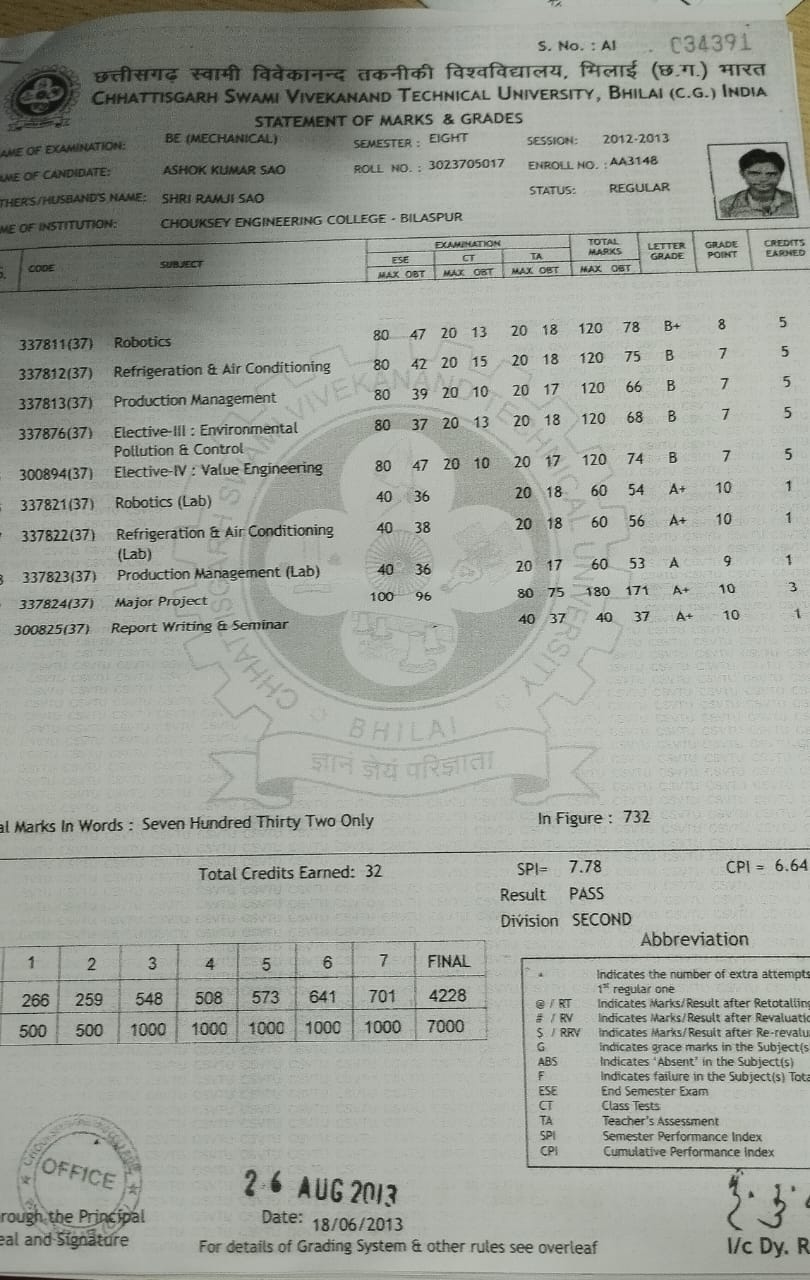 S. No. : AI C34391
छत्तीसगढ़ स्वामी विवेकानन्द तकनीकी विश्वविद्यालय, भिलाई (छ.ग.) भारत
CHHATTISGARH SWAMI VIVEKANAND TECHNICAL UNIVERSITY, BHILAI (C.G.) INDIA
STATEMENT OF MARKS & GRADES
AME OF EXAMINATION: BE (MECHANICAL) SEMESTER : EIGHT SESSION: 2012-2013
AME OF CANDIDATE: ASHOK KUMAR SAO ROLL NO. : 3023705017 ENROLL NO. : AA3148
THER'S/HUSBAND'S NAME: SHRI RAMJI SAO STATUS: REGULAR
ME OF INSTITUTION: CHOUKSEY ENGINEERING COLLEGE - BILASPUR
CODE SUBJECT EXAMINATION TOTAL MARKS LETTER GRADE GRADE POINT CREDITS EARNED
ESE CT TA
MAX OBT MAX OBT MAX OBT MAX OBT
337811(37) Robotics 80 47 20 13 20 18 120 78 B+ 8 5
337812(37) Refrigeration & Air Conditioning 80 42 20 15 20 18 120 75 B 7 5
337813(37) Production Management 80 39 20 10 20 17 120 66 B 7 5
337876(37) Elective-III : Environmental 80 37 20 13 20 18 120 68 B 7 5
Pollution & Control
300894(37) Elective-IV : Value Engineering 80 47 20 10 20 17 120 74 B 7 5
337821(37) Robotics (Lab) 40 36 20 18 60 54 A+ 10 1
337822(37) Refrigeration & Air Conditioning 40 38 20 18 60 56 A+ 10 1
(Lab)
337823(37) Production Management (Lab) 40 36 20 17 60 53 A 9 1
337824(37) Major Project 100 96 80 75 180 171 A+ 10 3
300825(37) Report Writing & Seminar 40 37 40 37 A+ 10 1
CHHATTISGARH SWAMI VIVEKANAND TECHNICAL UNIVERSITY
BHILAI
ज्ञानं ज्ञेयं परिज्ञाता
al Marks In Words : Seven Hundred Thirty Two Only In Figure : 732
Total Credits Earned: 32 SPI= 7.78 CPI = 6.64
Result PASS
Division SECOND
1 2 3 4 5 6 7 FINAL
266 259 548 508 573 641 701 4228
500 500 1000 1000 1000 1000 1000 7000
Abbreviation
* Indicates the number of extra attempts
1st regular one
@ / RT Indicates Marks/Result after Retotallin
# / RV Indicates Marks/Result after Revaluatio
$ / RRV Indicates Marks/Result after Re-revalu
G Indicates grace marks in the Subject(s
ABS Indicates 'Absent' in the Subject(s)
F Indicates failure in the Subject(s) Tota
ESE End Semester Exam
CT Class Tests
TA Teacher's Assessment
SPI Semester Performance Index
CPI Cumulative Performance Index
OFFICE
26 AUG 2013
rough the Principal Date: 18/06/2013
eal and Signature For details of Grading System & other rules see overleaf I/c Dy. R